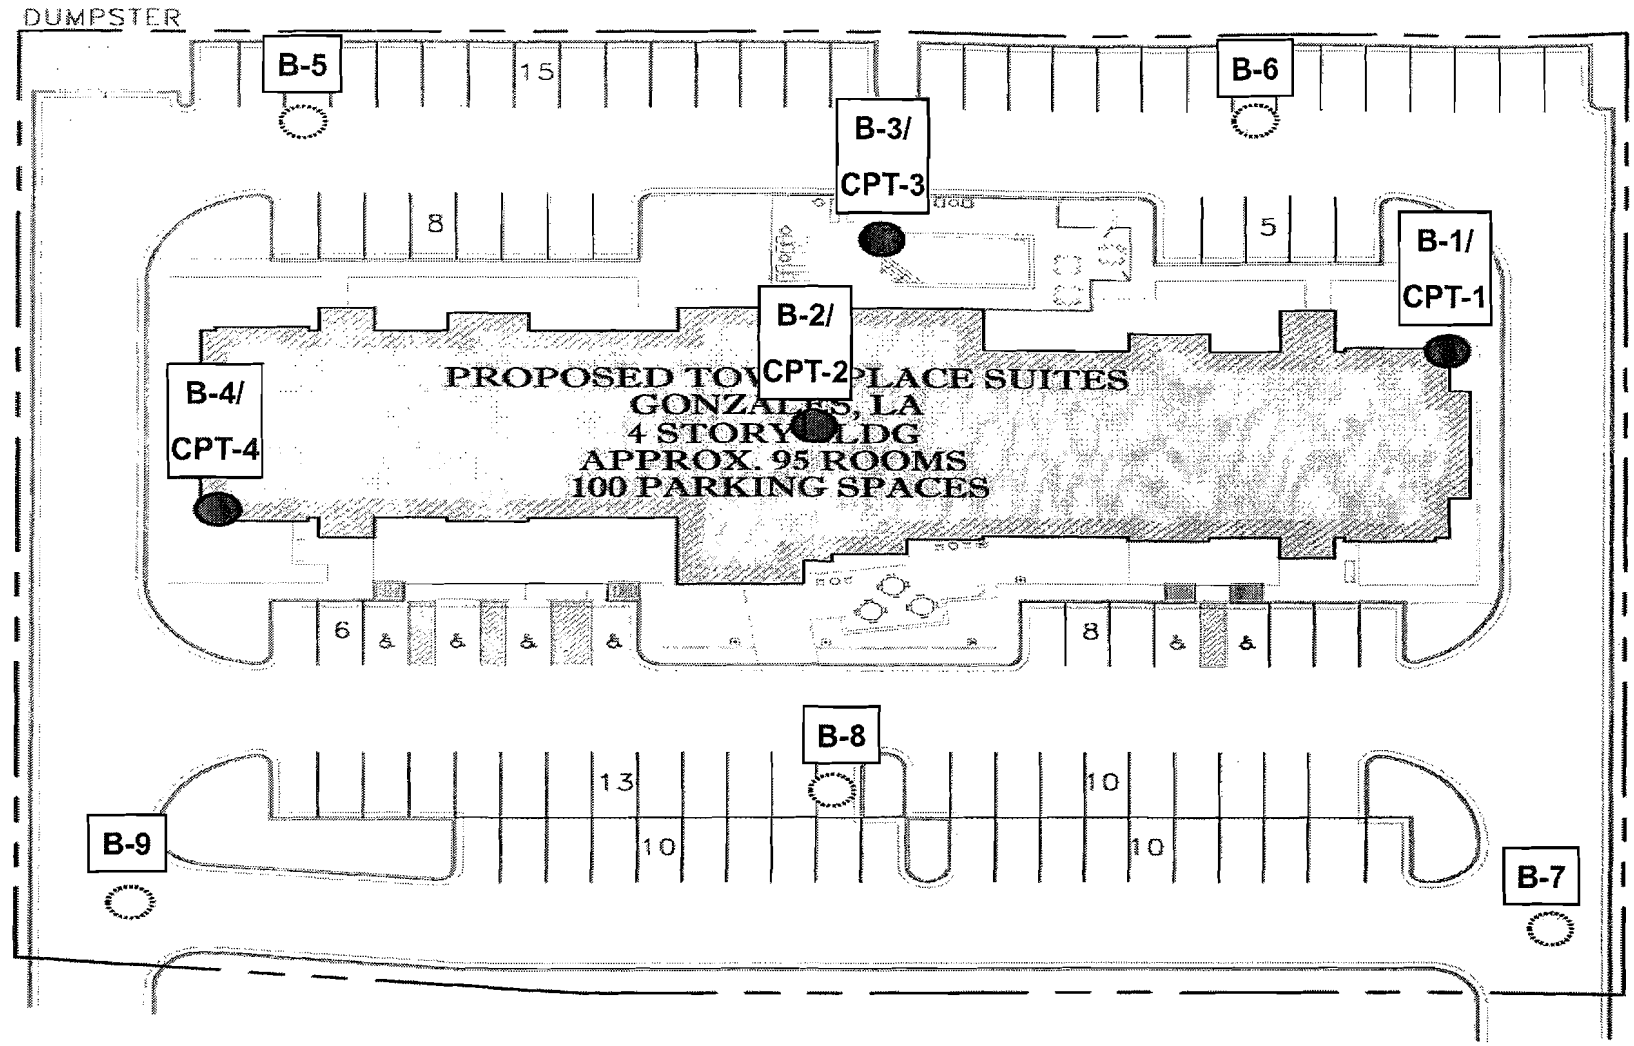 DUMPSTER
B-5
15
B-6
B-3/
CPT-3
8
5
B-1/
CPT-1
B-2/
CPT-2
B-4/
CPT-4
PROPOSED TOW PLACE SUITES
GONZALES, LA
4 STORY LDG
APPROX. 95 ROOMS
100 PARKING SPACES
6
8
B-8
13
10
B-9
10
10
B-7